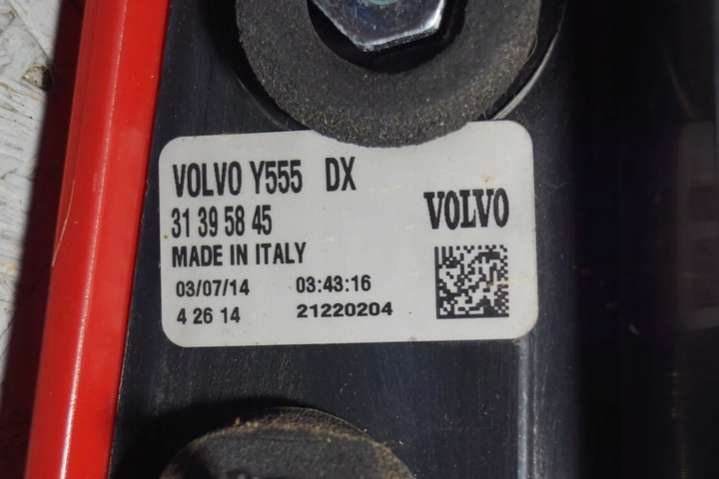 VOLVO Y555 DX
31 39 58 45
VOLVO
MADE IN ITALY
03/07/14 03:43:16
4 26 14 21220204